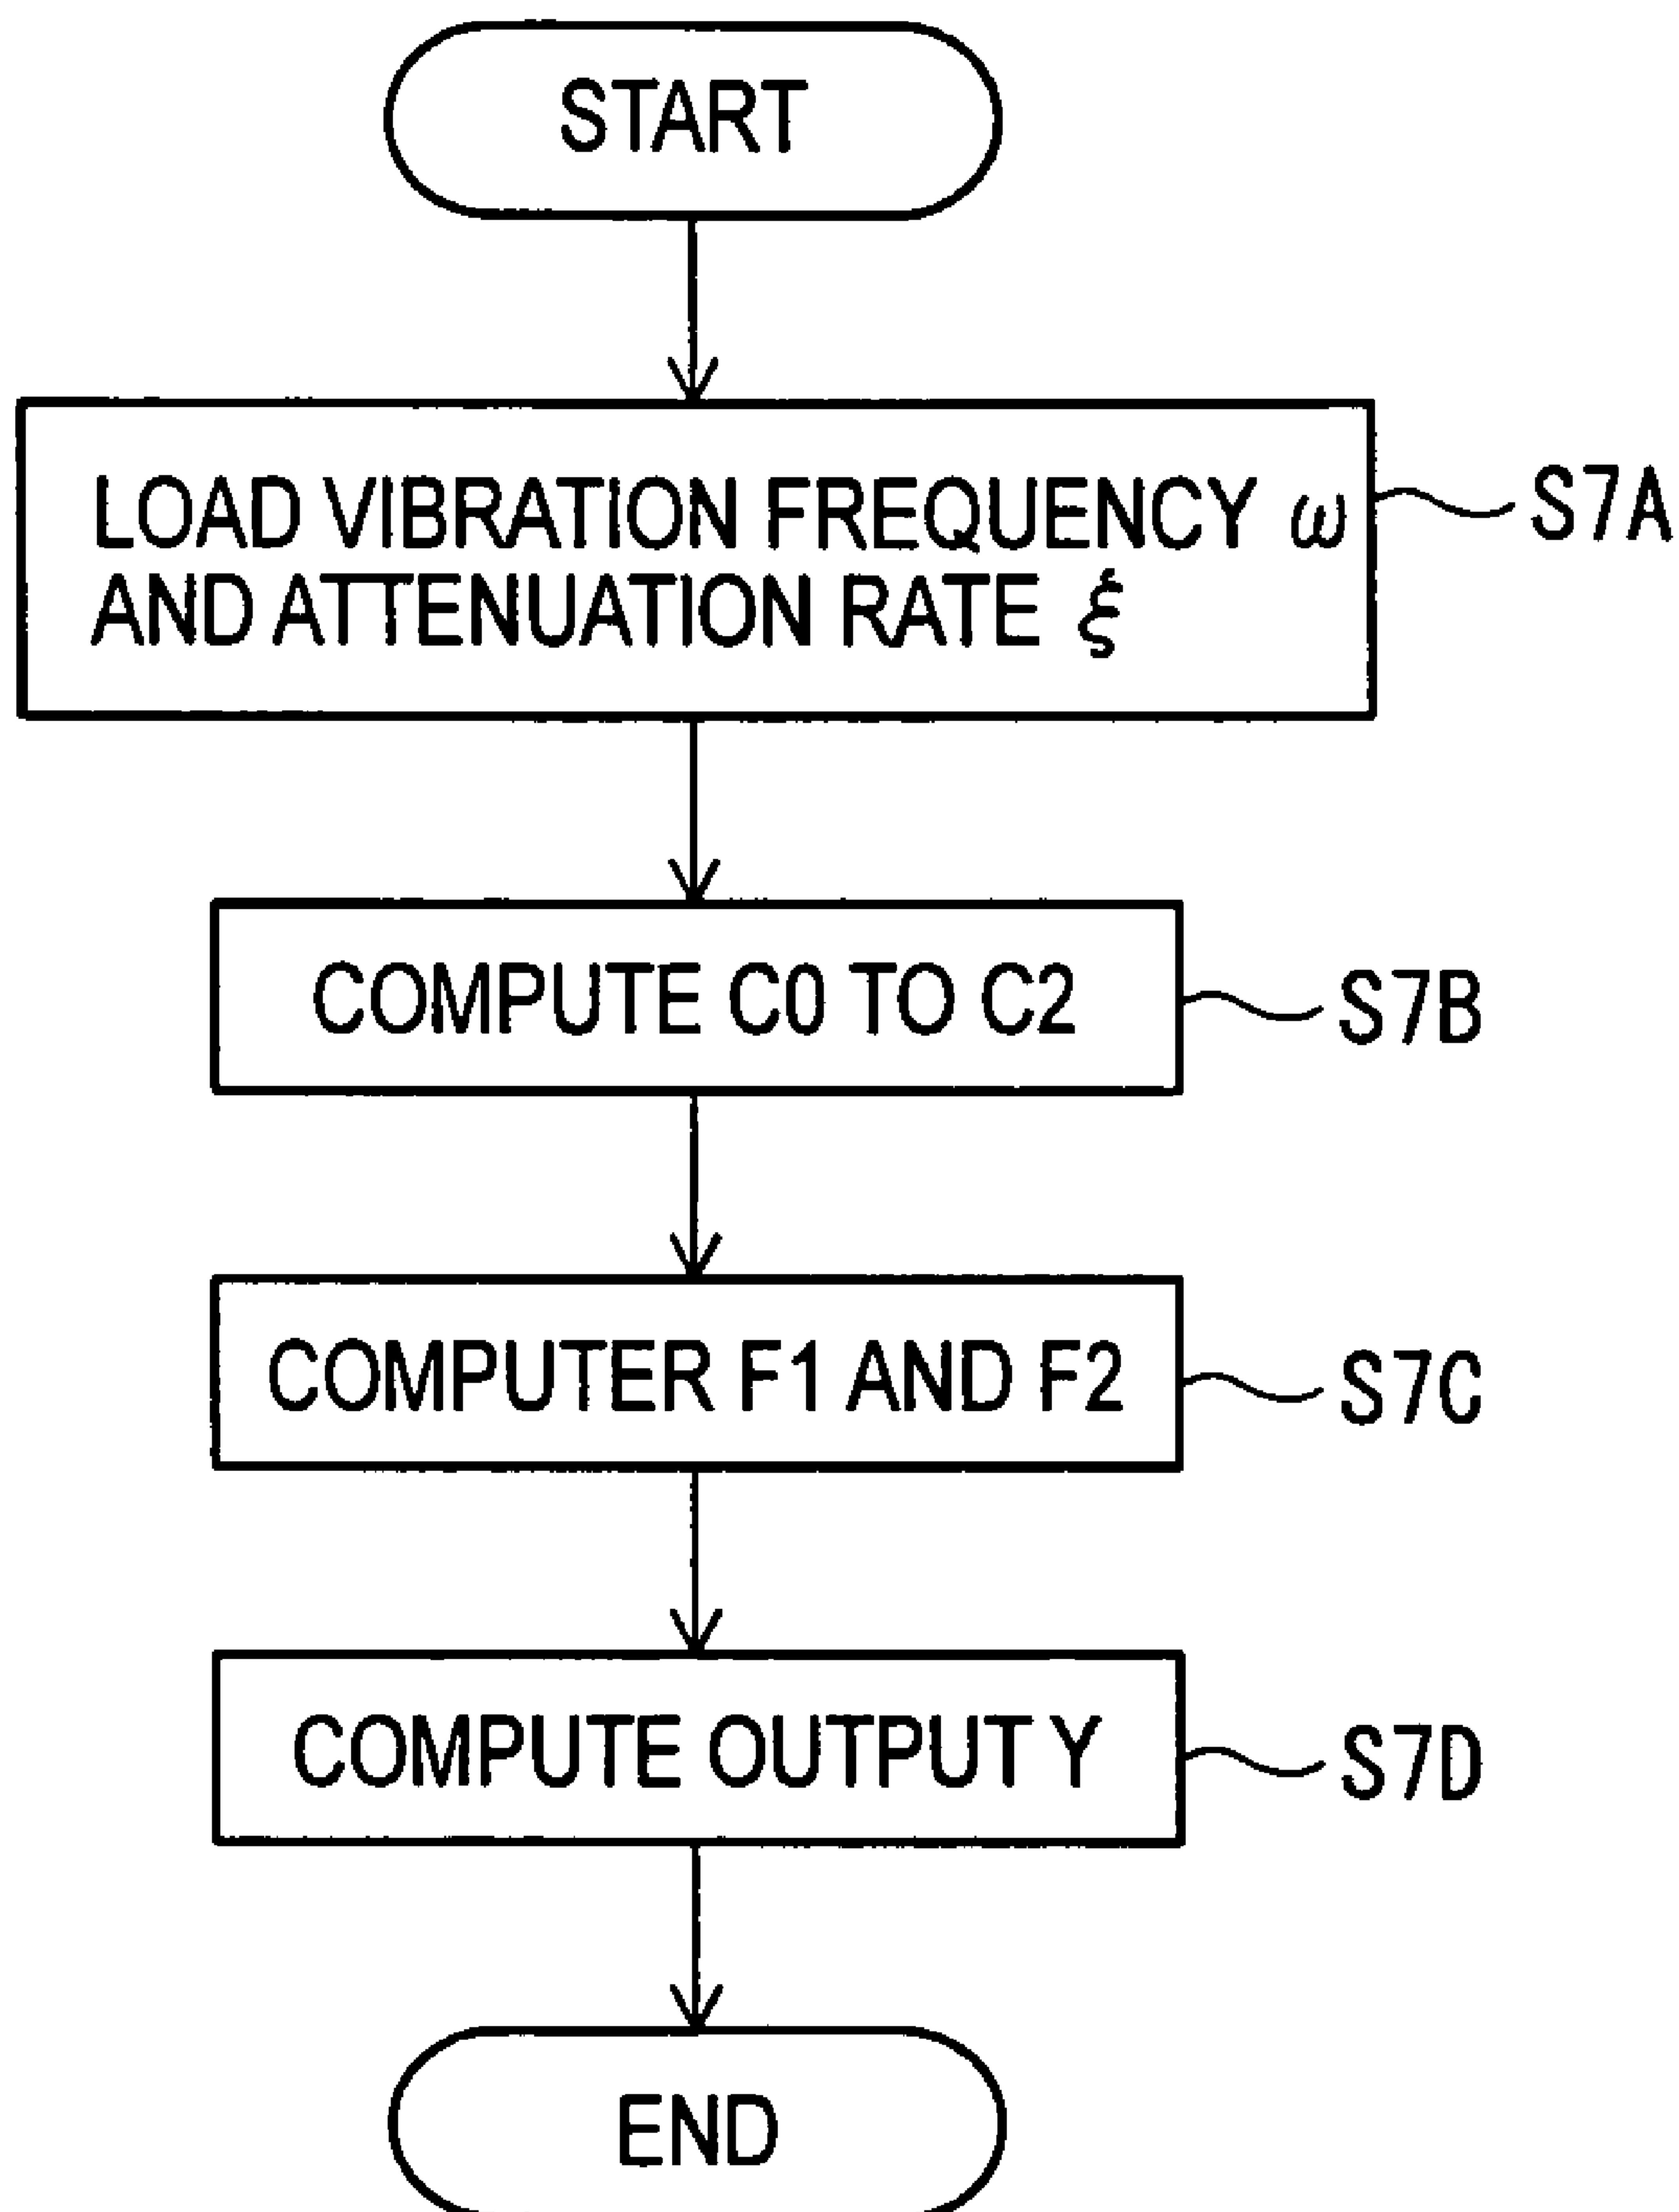 START
LOAD VIBRATION FREQUENCY ω
AND ATTENUATION RATE ξ
S7A
COMPUTE C0 TO C2
S7B
COMPUTER F1 AND F2
S7C
COMPUTE OUTPUT Y
S7D
END